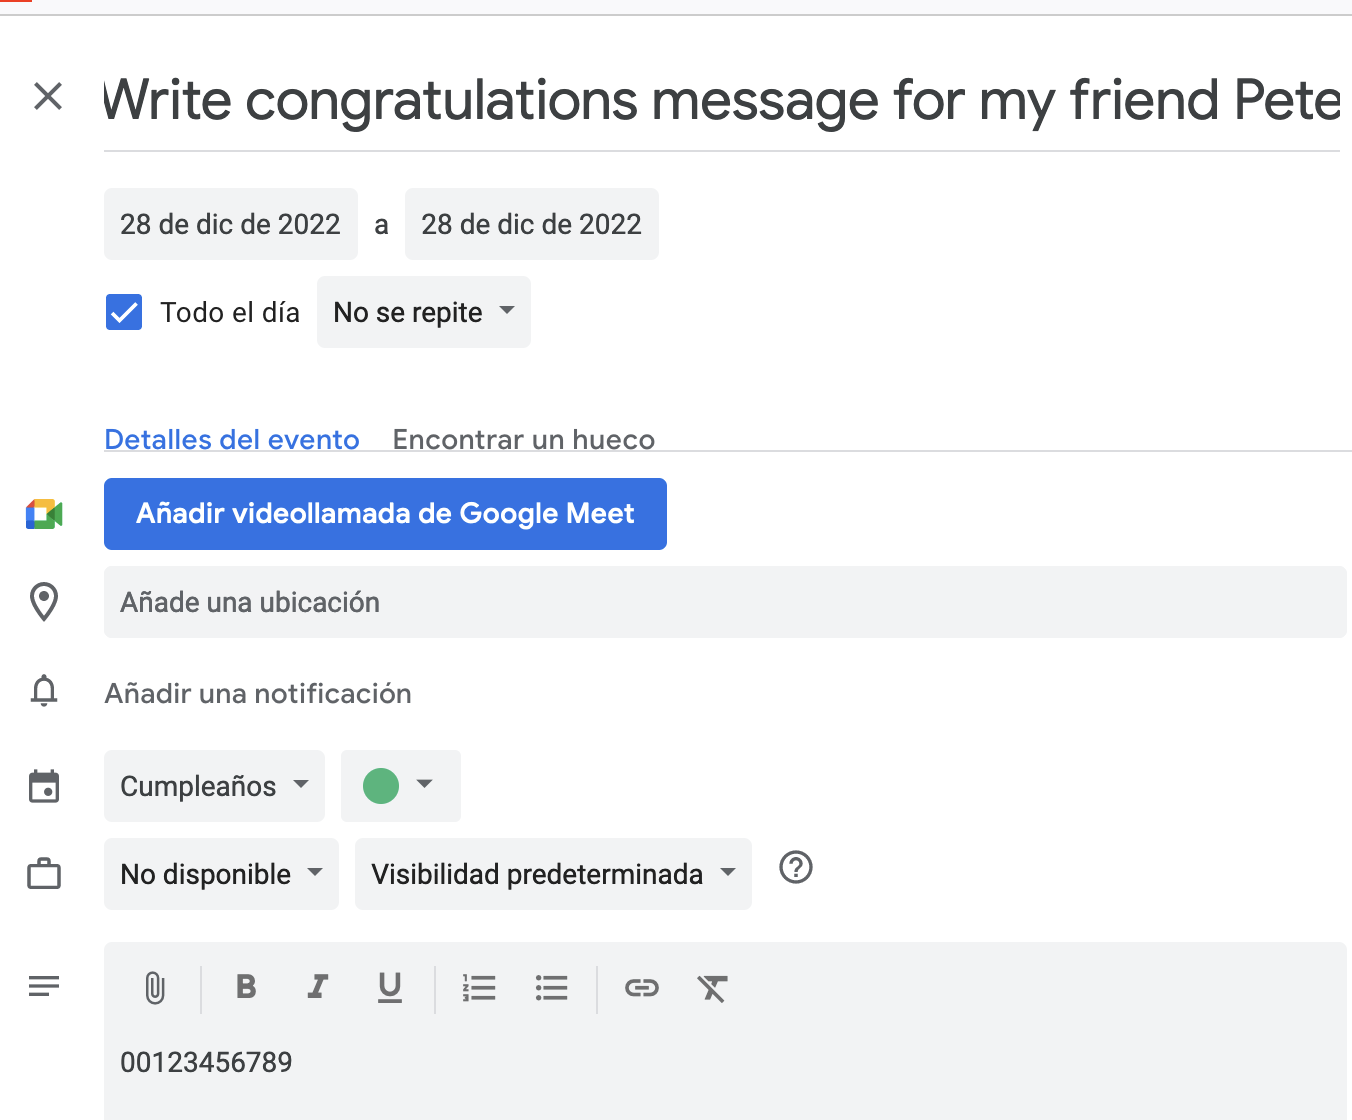 Write congratulations message for my friend Pete
28 de dic de 2022 a 28 de dic de 2022
Todo el día No se repite
Detalles del evento Encontrar un hueco
Añadir videollamada de Google Meet
Añade una ubicación
Añadir una notificación
Cumpleaños
No disponible Visibilidad predeterminada
B I U
00123456789